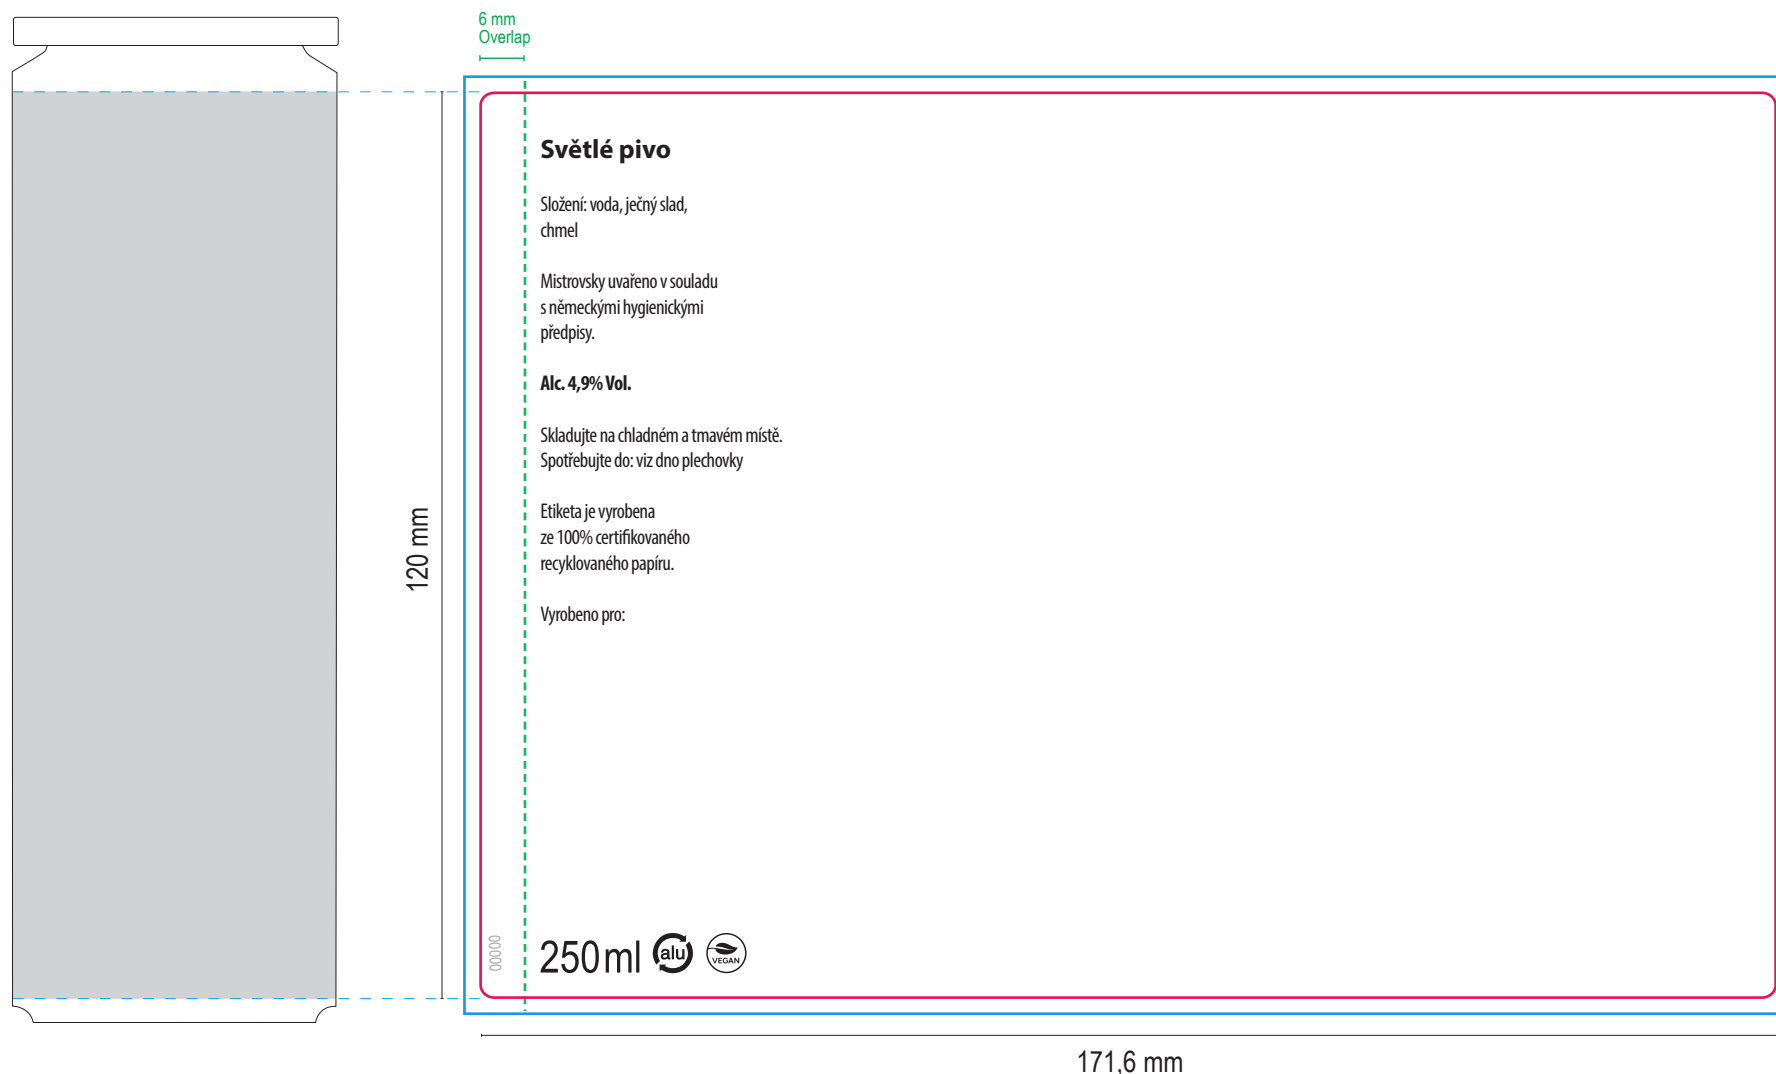 6 mm
Overlap
Světlé pivo
Složení: voda, ječný slad,
chmel
Mistrovsky uvařeno v souladu
s německými hygienickými
předpisy.
Alc. 4,9% Vol.
Skladujte na chladném a tmavém místě.
Spotřebujte do: viz dno plechovky
Etiketa je vyrobena
ze 100% certifikovaného
recyklovaného papíru.
Vyrobeno pro:
120 mm
00000
250ml alu VEGAN
171,6 mm